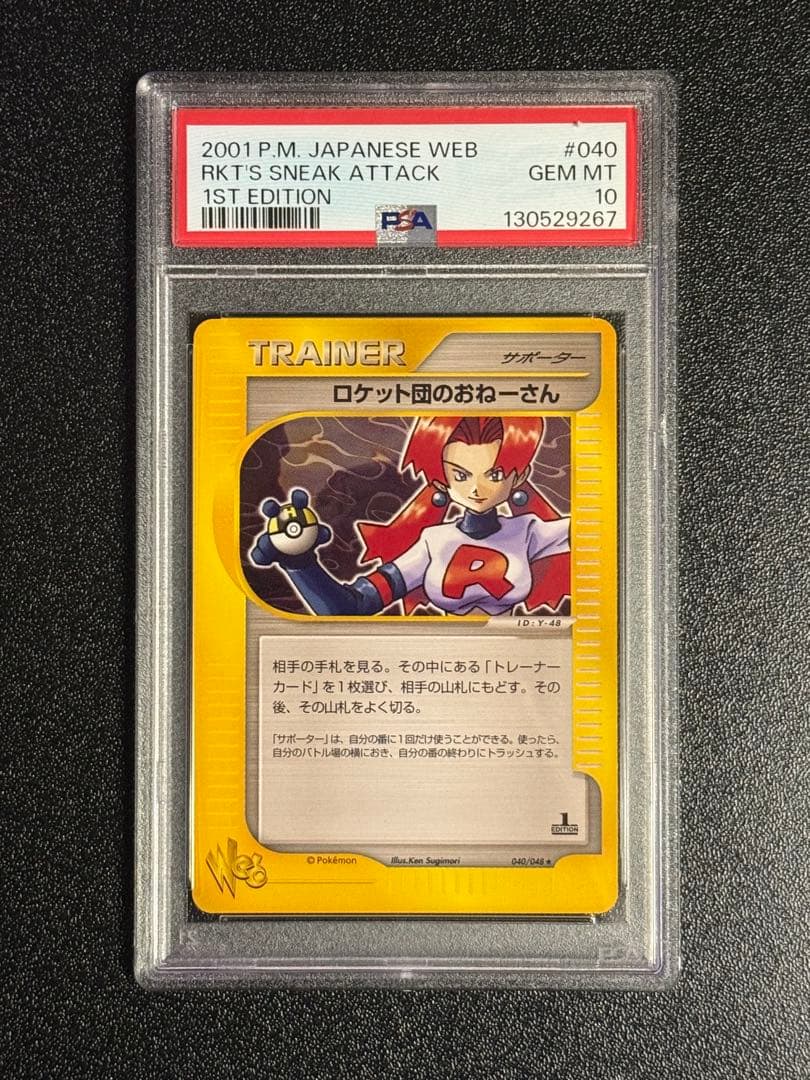 2001 P.M. JAPANESE WEB #040
RKT'S SNEAK ATTACK GEM MT
1ST EDITION 10
PSA 130529267
TRAINER サポーター
ロケット団のおねーさん
R
ID:Y-48
相手の手札を見る。その中にある「トレーナー
カード」を1枚選び、相手の山札にもどす。その
後、その山札をよく切る。
「サポーター」は、自分の番に1回だけ使うことができる。使ったら、
自分のバトル場の横におき、自分の番の終わりにトラッシュする。
1
EDITION
Web
©Pokémon Illus.Ken Sugimori 040/048★
PSA